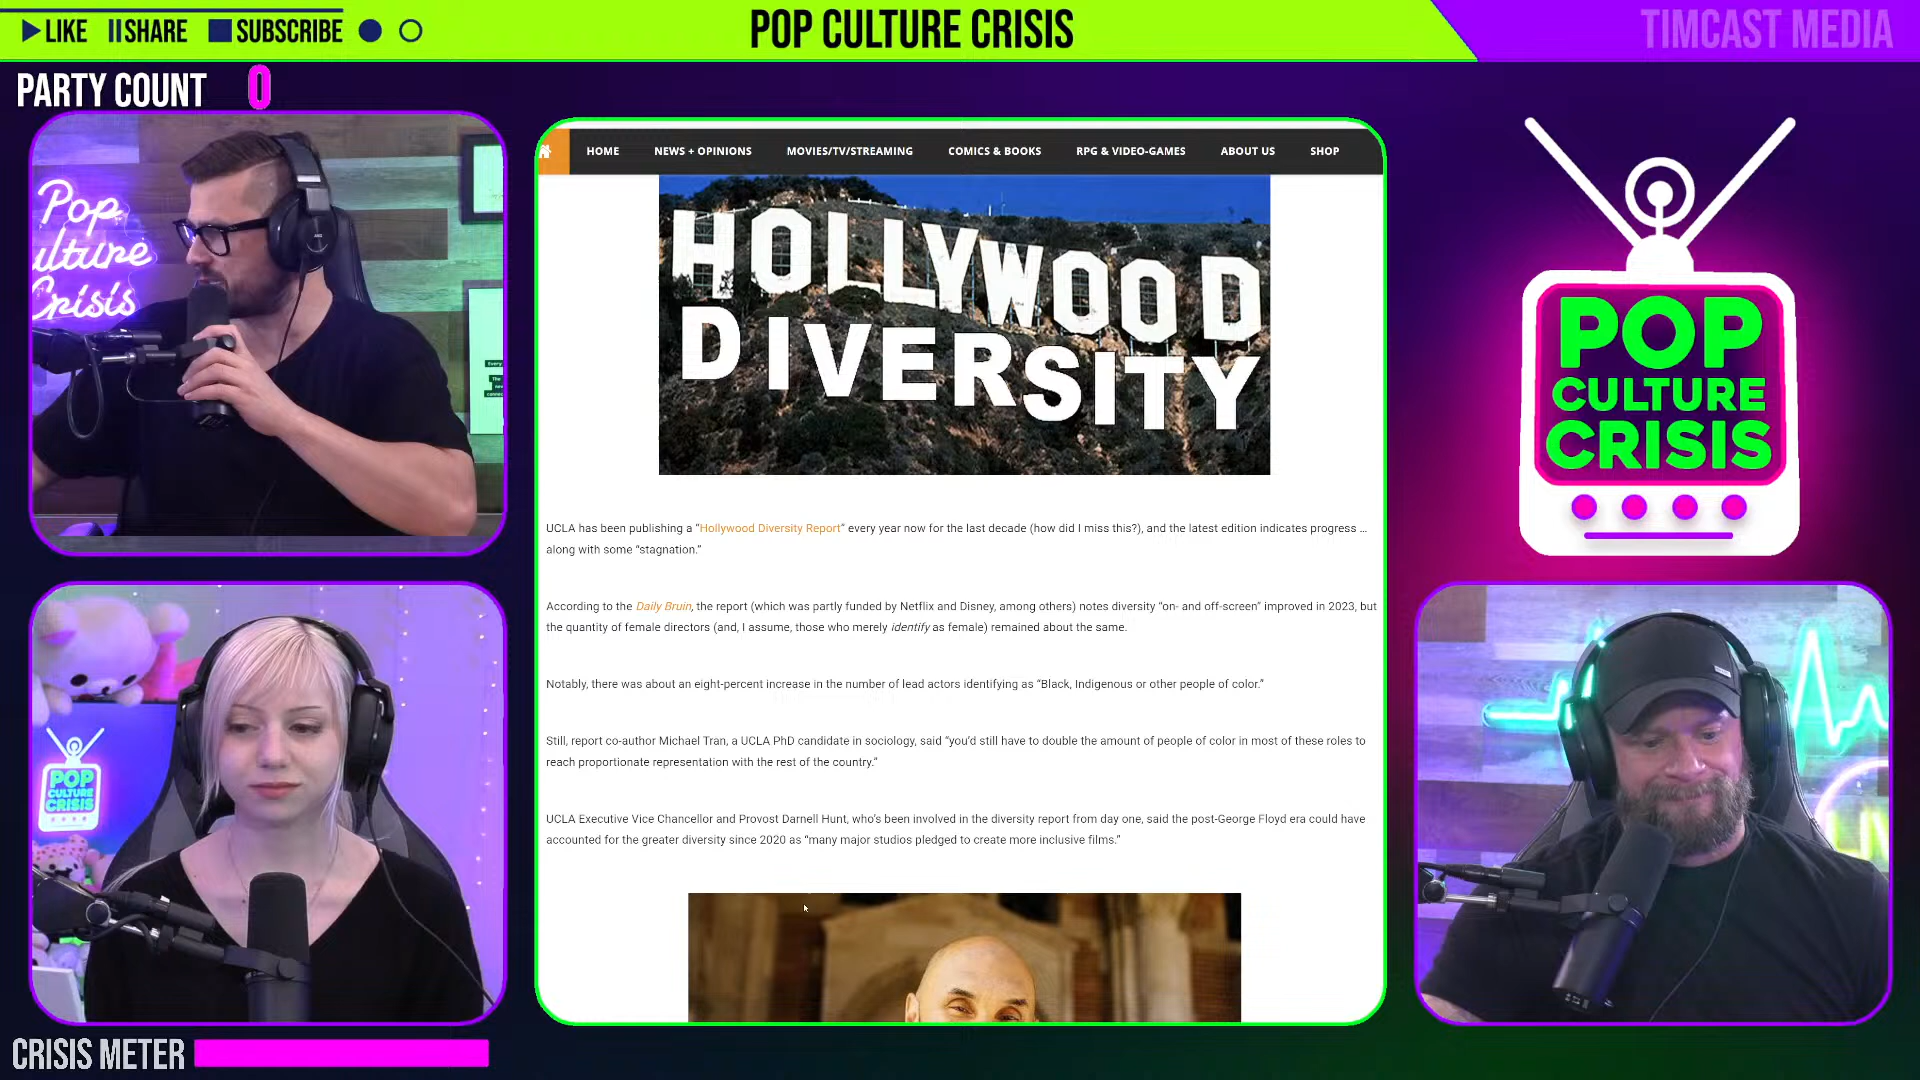 LIKE SHARE SUBSCRIBE
POP CULTURE CRISIS
TIMCAST MEDIA
PARTY COUNT 0
Pop
ulture
Crisis
HOME NEWS + OPINIONS MOVIES/TV/STREAMING COMICS & BOOKS RPG & VIDEO-GAMES ABOUT US SHOP
HOLLYWOOD
DIVERSITY
UCLA has been publishing a “Hollywood Diversity Report” every year now for the last decade (how did I miss this?), and the latest edition indicates progress …
along with some “stagnation.”
According to the Daily Bruin, the report (which was partly funded by Netflix and Disney, among others) notes diversity “on- and off-screen” improved in 2023, but
the quantity of female directors (and, I assume, those who merely identify as female) remained about the same.
Notably, there was about an eight-percent increase in the number of lead actors identifying as “Black, Indigenous or other people of color.”
Still, report co-author Michael Tran, a UCLA PhD candidate in sociology, said “you’d still have to double the amount of people of color in most of these roles to
reach proportionate representation with the rest of the country.”
UCLA Executive Vice Chancellor and Provost Darnell Hunt, who’s been involved in the diversity report from day one, said the post-George Floyd era could have
accounted for the greater diversity since 2020 as “many major studios pledged to create more inclusive films.”
POP
CULTURE
CRISIS
POP
CULTURE
CRISIS
CRISIS METER